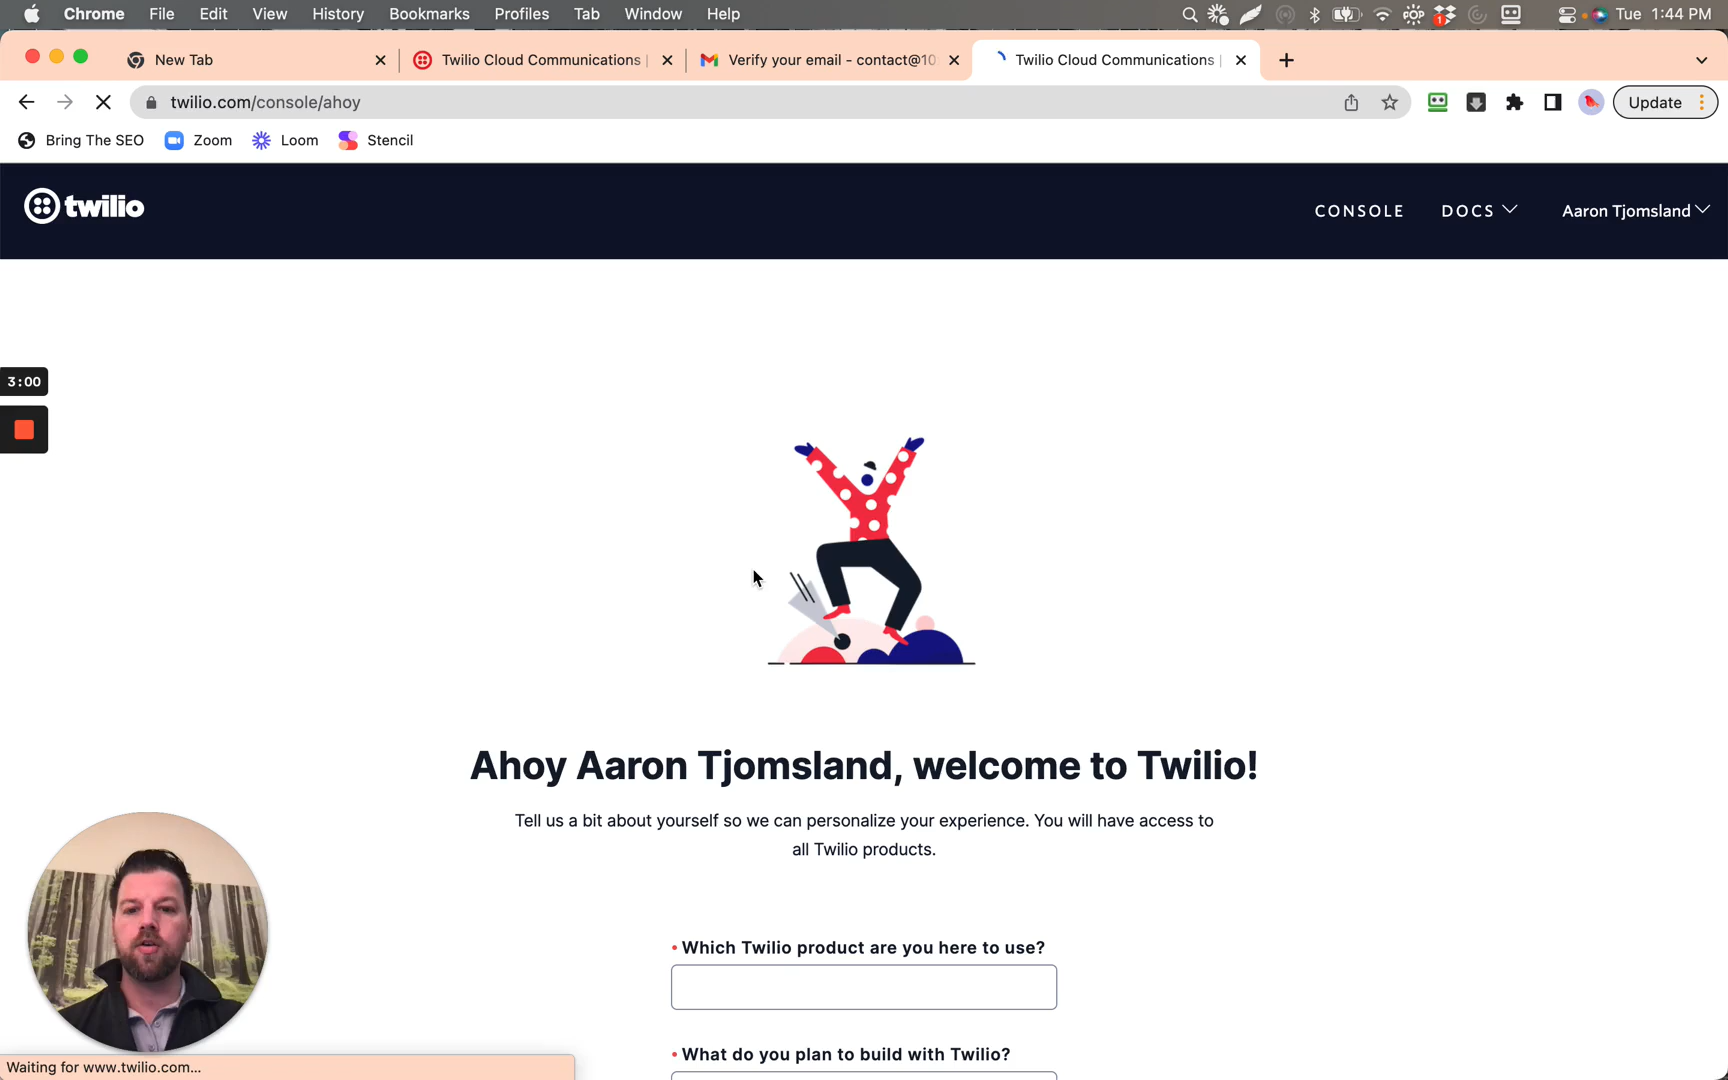 Chrome File Edit View History Bookmarks Profiles Tab Window Help
1
Tue 1:44 PM
New Tab
Twilio Cloud Communications |
Verify your email - contact@10
Twilio Cloud Communications |
twilio.com/console/ahoy
Update
Bring The SEO
Zoom
Loom
Stencil
twilio
CONSOLE
DOCS
Aaron Tjomsland
3:00
Ahoy Aaron Tjomsland, welcome to Twilio!
Tell us a bit about yourself so we can personalize your experience. You will have access to
all Twilio products.
• Which Twilio product are you here to use?
• What do you plan to build with Twilio?
Waiting for www.twilio.com...